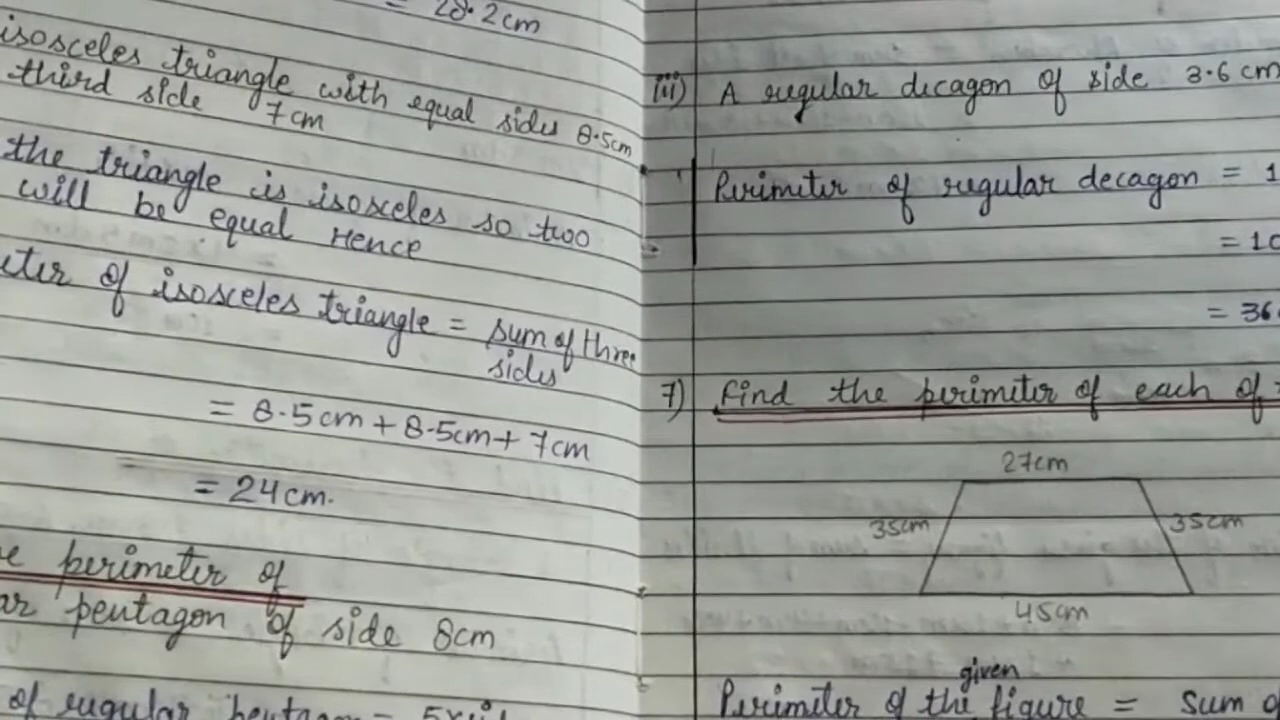 = 28.2cm
isosceles triangle with equal sides 8.5cm
third side 7cm
the triangle is isosceles so two
will be equal Hence
of isosceles triangle = sum of three
sides
= 8.5cm + 8.5cm + 7cm
= 24cm.
perimeter of
pentagon of side 8cm
of regular pentagon =
iii) A regular decagon of side 3.6cm
Perimeter of regular decagon = 1
= 10
= 36
7) Find the perimeter of each of
27cm
35cm 35cm
45cm
given
Perimeter of the figure = sum o